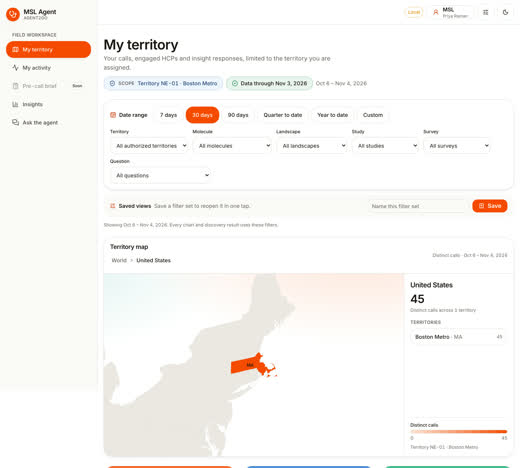 MSL Agent
AGENTZOO
FIELD WORKSPACE
My territory
My activity
Pre-call brief
Soon
Insights
Ask the agent
Local
MSL
Priya Raman
My territory
Your calls, engaged HCPs and insight responses, limited to the territory you are
assigned.
SCOPE Territory NE-01 · Boston Metro
Data through Nov 3, 2026
Oct 6 – Nov 4, 2026
Date range
7 days
30 days
90 days
Quarter to date
Year to date
Custom
Territory
All authorized territories
Molecule
All molecules
Landscape
All landscapes
Study
All studies
Survey
All surveys
Question
All questions
Saved views
Save a filter set to reopen it in one tap.
Name this filter set
Save
Showing Oct 6 – Nov 4, 2026. Every chart and discovery result uses these filters.
Territory map
World
United States
Distinct calls · Oct 6 – Nov 4, 2026
MA
United States
45
Distinct calls across 1 territory
TERRITORIES
Boston Metro · MA
45
Distinct calls
0
45
Territory NE-01 · Boston Metro